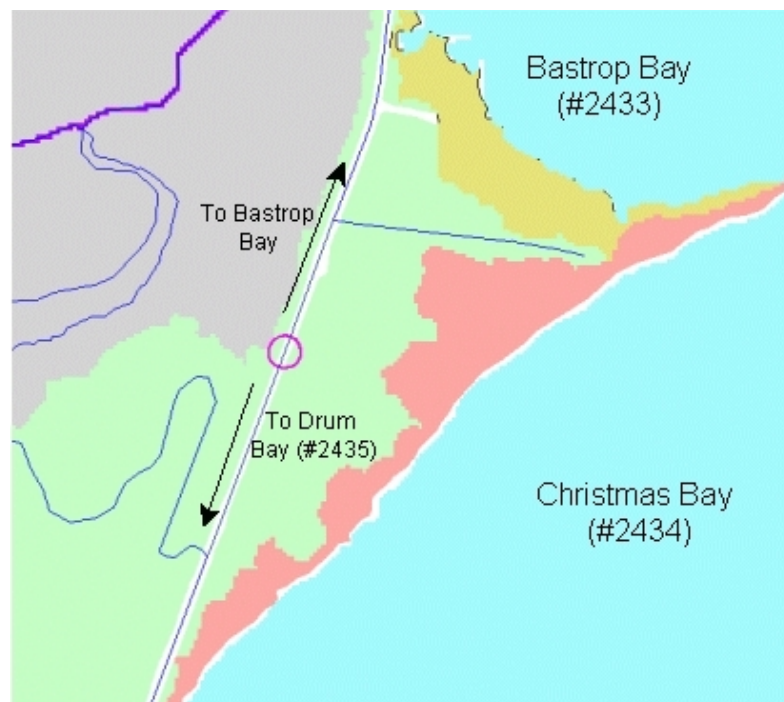 Bastrop Bay
(#2433)
To Bastrop
Bay
To Drum
Bay (#2435)
Christmas Bay
(#2434)